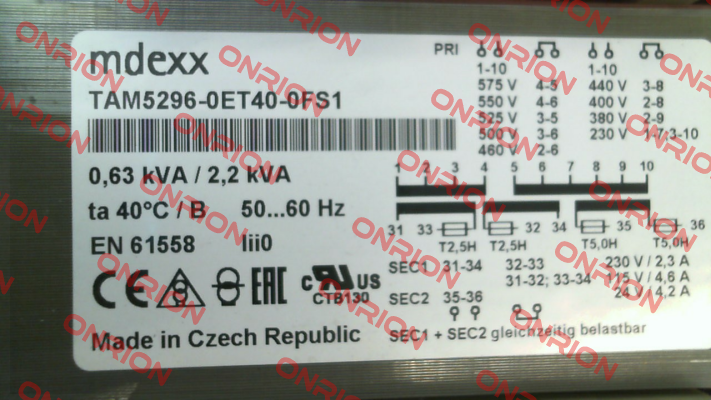 mdexx
TAM5296-0ET40-0FS1
0,63 kVA / 2,2 kVA
ta 40°C / B 50...60 Hz
EN 61558 Iii0
CE EAC c RU US
CTB130
Made in Czech Republic
PRI
1-10 1-10
575 V 4-5 440 V 3-8
550 V 4-6 400 V 2-8
525 V 3-5 380 V 2-9
500 V 3-6 230 V 1-7;3-10
460 V 2-6
1 2 3 4 5 6 7 8 9 10
31 33 32 34 35 36
T2,5H T2,5H T5,0H T5,0H
SEC1 31-34 32-33 230 V / 2,3 A
31-32; 33-34 115 V / 4,6 A
SEC2 35-36 24 V / 4,2 A
SEC1 + SEC2 gleichzeitig belastbar
ONRION